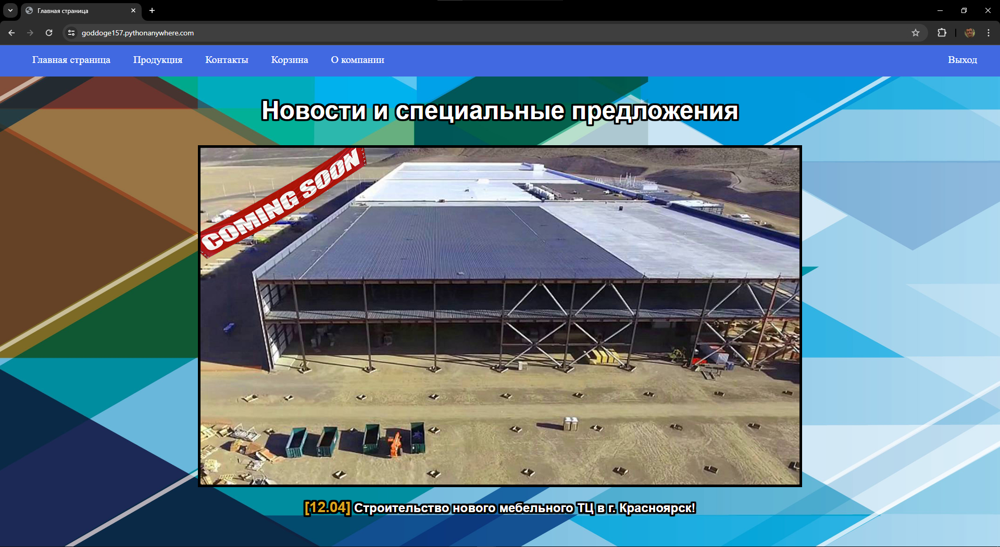 Главная страница
goddoge157.pythonanywhere.com
Главная страница
Продукция
Контакты
Корзина
О компании
Выход
Новости и специальные предложения
COMING SOON
[12.04] Строительство нового мебельного ТЦ в г. Красноярск!